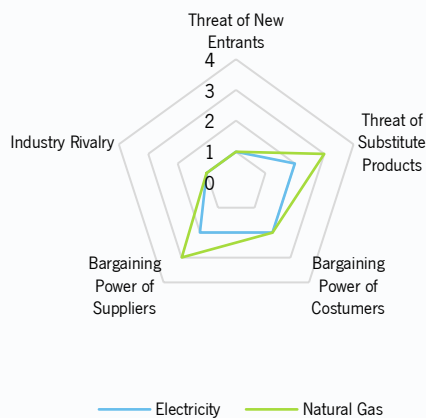 Threat of New
Entrants
4
3
2
1
0
Threat of
Substitute
Products
Industry Rivalry
Bargaining
Power of
Suppliers
Bargaining
Power of
Costumers
Electricity
Natural Gas